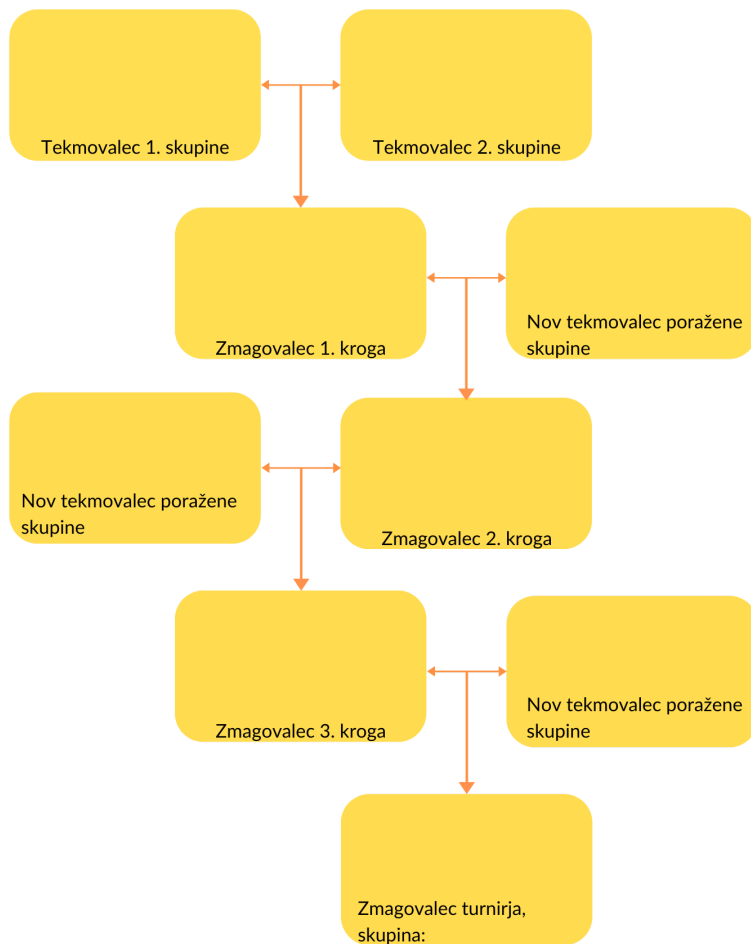 Tekmovalec 1. skupine
Tekmovalec 2. skupine
Zmagovalec 1. kroga
Nov tekmovalec poražene
skupine
Nov tekmovalec poražene
skupine
Zmagovalec 2. kroga
Zmagovalec 3. kroga
Nov tekmovalec poražene
skupine
Zmagovalec turnirja,
skupina: